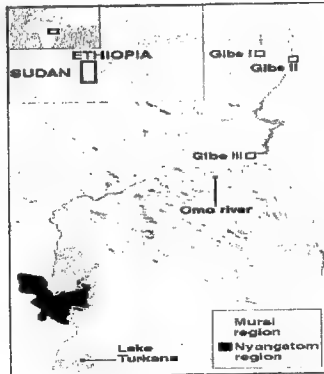 ETHIOPIA
SUDAN
Gibe I
Gibe II
Gibe III
Omo river
Lake
Turkana
Mursi
region
Nyangatom
region